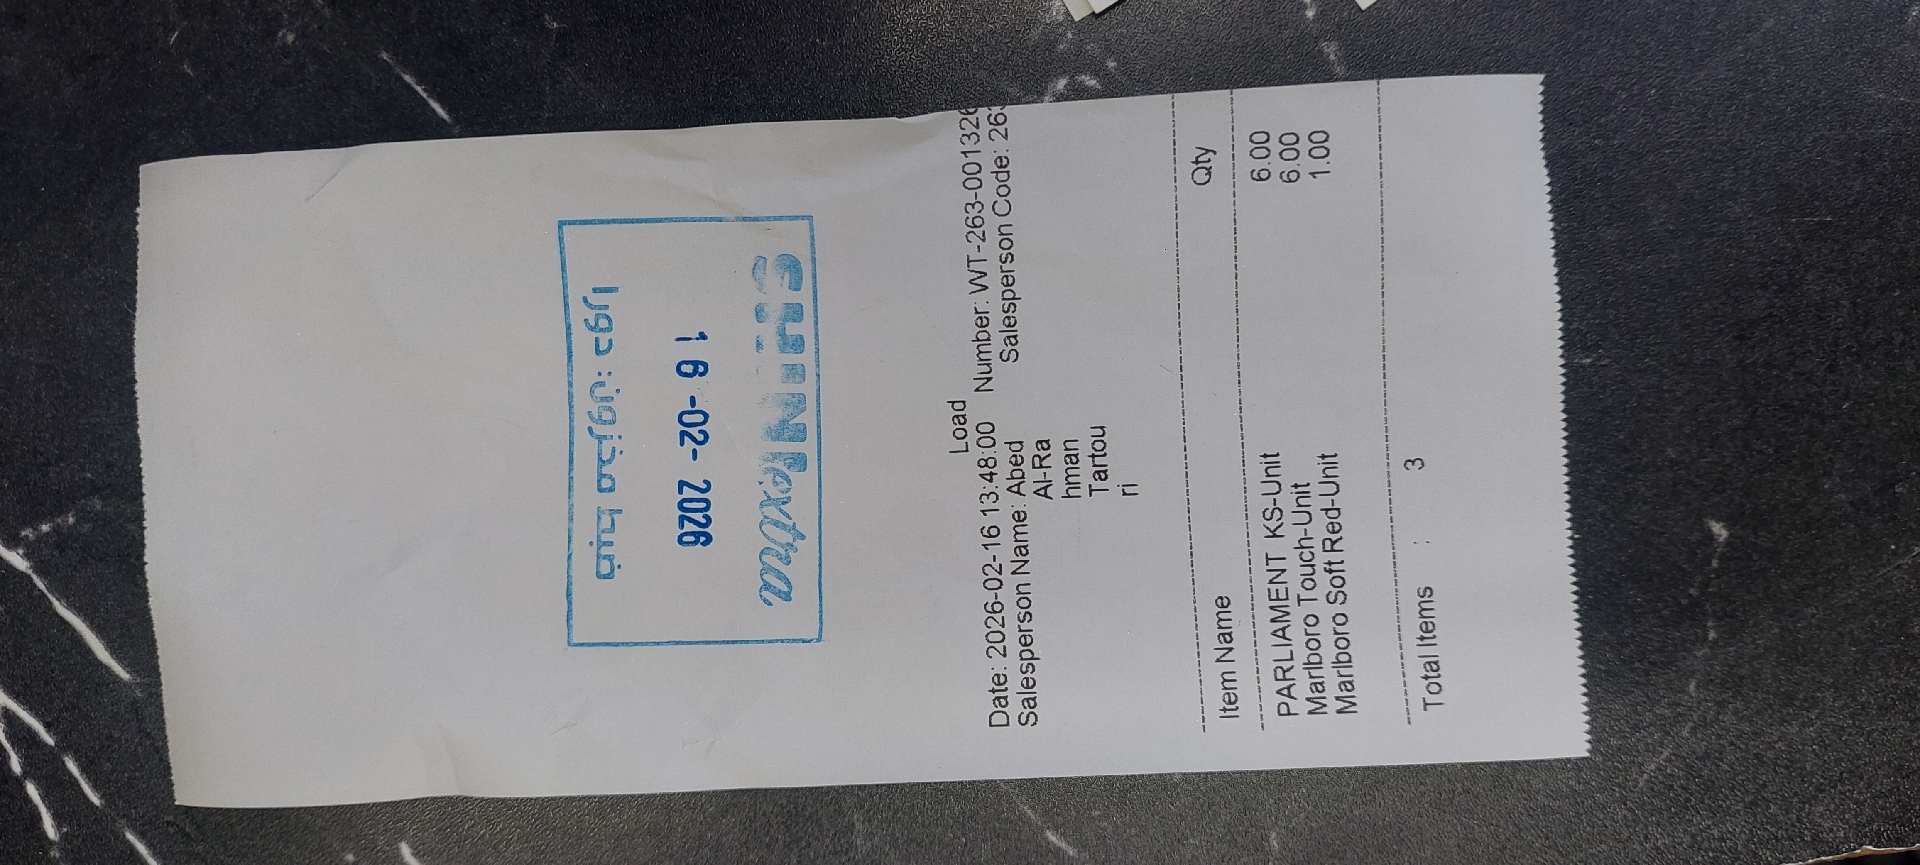 ضبط مخزون: دورا
16-02-2026
SHINI extra
Load
Date: 2026-02-16 13:48:00 Number: WT-263-001326
Salesperson Name: Abed Salesperson Code: 263
Al-Ra
hman
Tartou
ri
Item Name Qty
PARLIAMENT KS-Unit 6.00
Marlboro Touch-Unit 6.00
Marlboro Soft Red-Unit 1.00
Total Items : 3